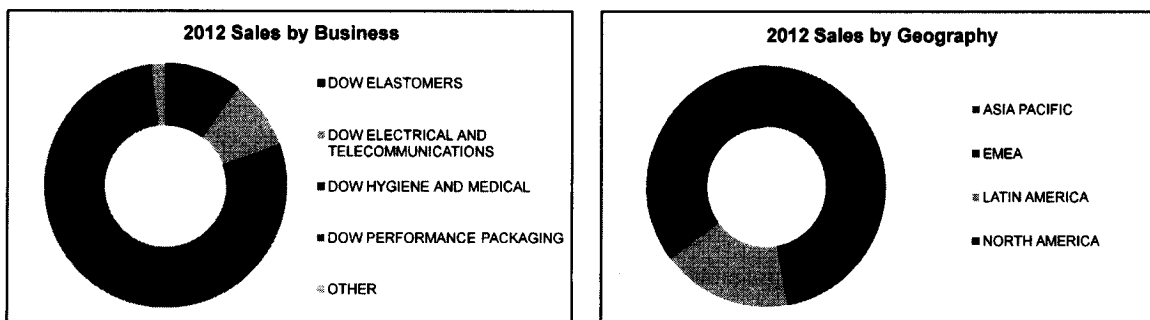 2012 Sales by Business
DOW ELASTOMERS
DOW ELECTRICAL AND
TELECOMMUNICATIONS
DOW HYGIENE AND MEDICAL
DOW PERFORMANCE PACKAGING
OTHER
2012 Sales by Geography
ASIA PACIFIC
EMEA
LATIN AMERICA
NORTH AMERICA